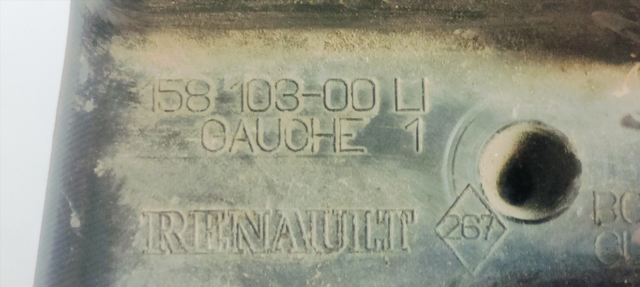 158 103-00 LI
GAUCHE 1
RENAULT 267